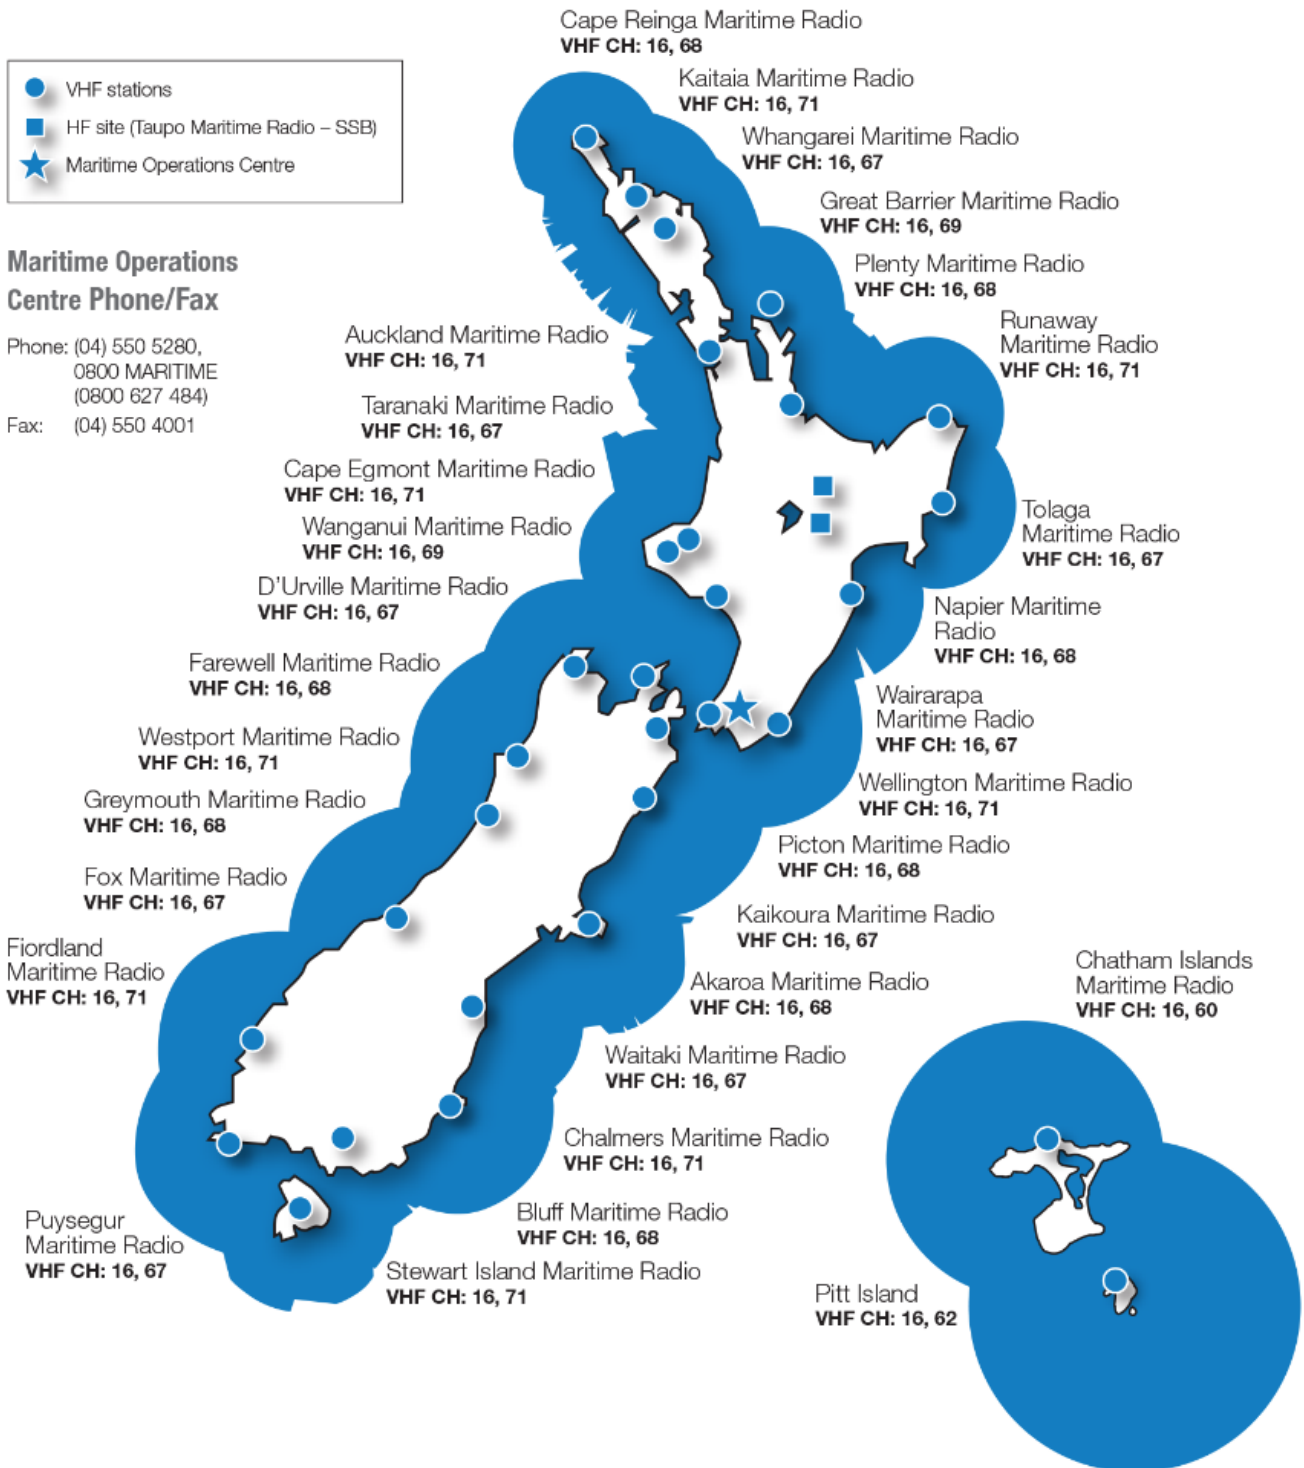 Cape Reinga Maritime Radio
VHF CH: 16, 68
Kaitaia Maritime Radio
VHF CH: 16, 71
Whangarei Maritime Radio
VHF CH: 16, 67
Great Barrier Maritime Radio
VHF CH: 16, 69
Plenty Maritime Radio
VHF CH: 16, 68
Runaway
Maritime Radio
VHF CH: 16, 71
VHF stations
HF site (Taupo Maritime Radio – SSB)
Maritime Operations Centre
Maritime Operations
Centre Phone/Fax
Phone: (04) 550 5280,
0800 MARITIME
(0800 627 484)
Fax: (04) 550 4001
Auckland Maritime Radio
VHF CH: 16, 71
Taranaki Maritime Radio
VHF CH: 16, 67
Cape Egmont Maritime Radio
VHF CH: 16, 71
Wanganui Maritime Radio
VHF CH: 16, 69
D'Urville Maritime Radio
VHF CH: 16, 67
Farewell Maritime Radio
VHF CH: 16, 68
Westport Maritime Radio
VHF CH: 16, 71
Greymouth Maritime Radio
VHF CH: 16, 68
Fox Maritime Radio
VHF CH: 16, 67
Fiordland
Maritime Radio
VHF CH: 16, 71
Puysegur
Maritime Radio
VHF CH: 16, 67
Tolaga
Maritime Radio
VHF CH: 16, 67
Napier Maritime
Radio
VHF CH: 16, 68
Wairarapa
Maritime Radio
VHF CH: 16, 67
Wellington Maritime Radio
VHF CH: 16, 71
Picton Maritime Radio
VHF CH: 16, 68
Kaikoura Maritime Radio
VHF CH: 16, 67
Akaroa Maritime Radio
VHF CH: 16, 68
Waitaki Maritime Radio
VHF CH: 16, 67
Chalmers Maritime Radio
VHF CH: 16, 71
Bluff Maritime Radio
VHF CH: 16, 68
Stewart Island Maritime Radio
VHF CH: 16, 71
Chatham Islands
Maritime Radio
VHF CH: 16, 60
Pitt Island
VHF CH: 16, 62